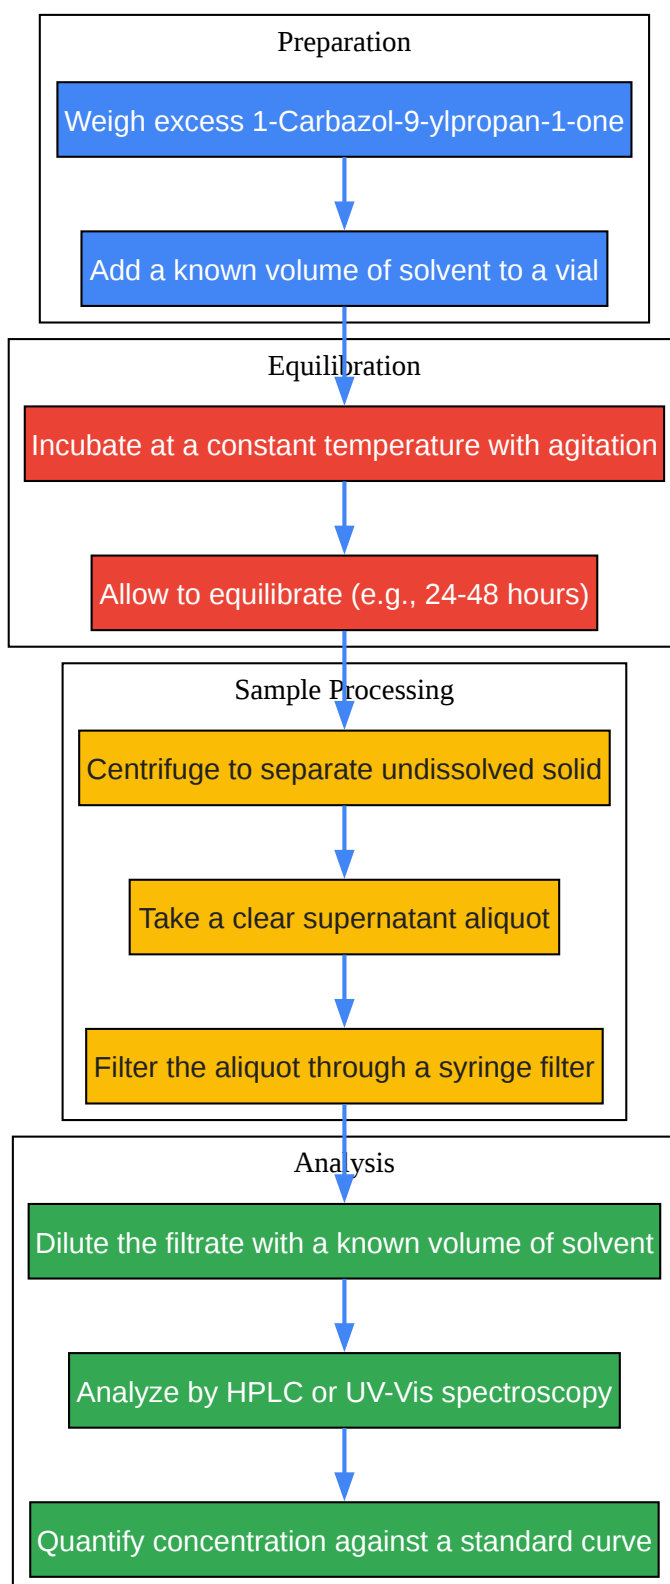 Preparation
Weigh excess 1-Carbazol-9-ylpropan-1-one
Add a known volume of solvent to a vial
Equilibration
Incubate at a constant temperature with agitation
Allow to equilibrate (e.g., 24-48 hours)
Sample Processing
Centrifuge to separate undissolved solid
Take a clear supernatant aliquot
Filter the aliquot through a syringe filter
Analysis
Dilute the filtrate with a known volume of solvent
Analyze by HPLC or UV-Vis spectroscopy
Quantify concentration against a standard curve